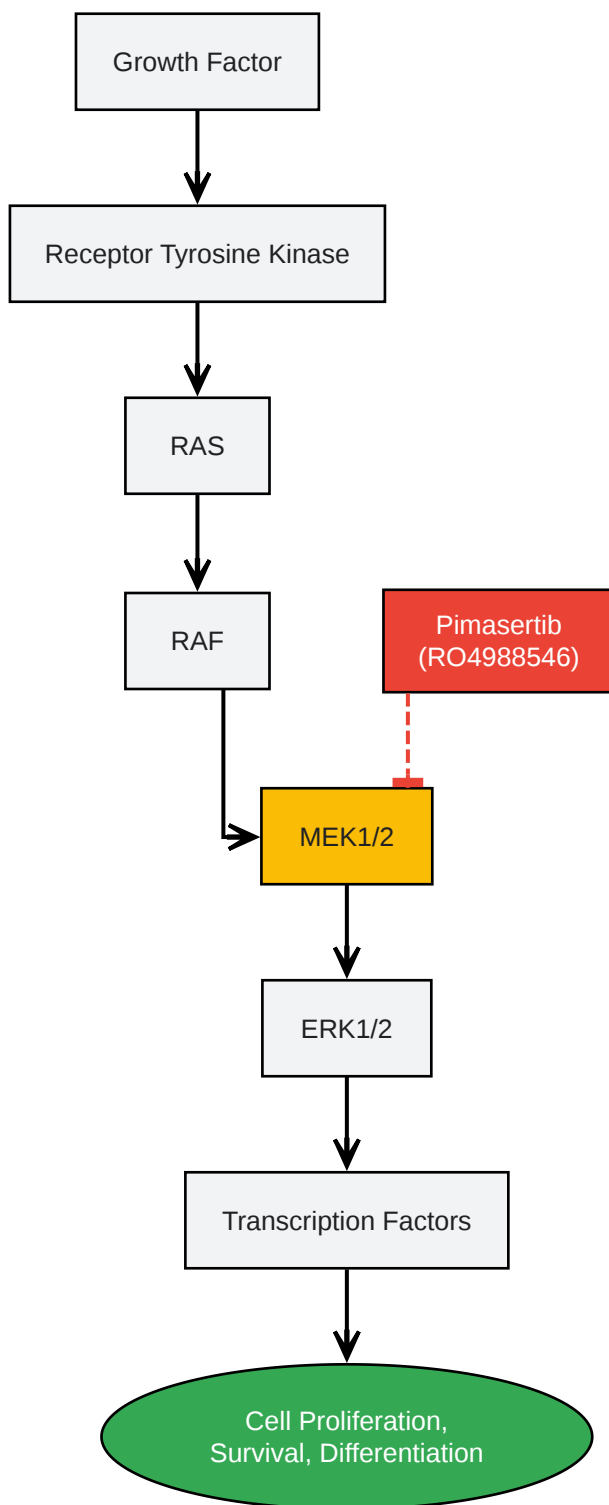 Growth Factor
Receptor Tyrosine Kinase
RAS
RAF
Pimasertib
(RO4988546)
MEK1/2
ERK1/2
Transcription Factors
Cell Proliferation,
Survival, Differentiation